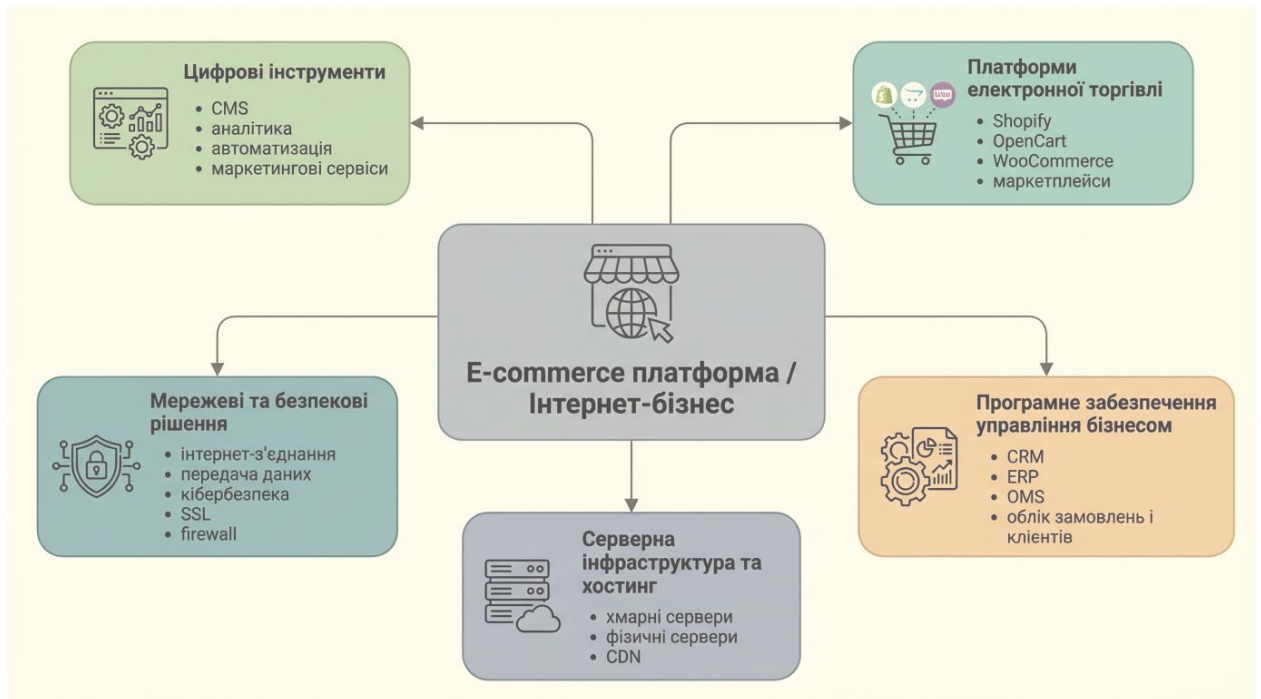 Цифрові інструменти
• CMS
• аналітика
• автоматизація
• маркетингові сервіси
Платформи
електронної торгівлі
• Shopify
• OpenCart
• WooCommerce
• маркетплейси
E-commerce платформа /
Інтернет-бізнес
Мережеві та безпекові
рішення
• інтернет-з'єднання
• передача даних
• кібербезпека
• SSL
• firewall
Програмне забезпечення
управління бізнесом
• CRM
• ERP
• OMS
• облік замовлень і
клієнтів
Серверна
інфраструктура та
хостинг
• хмарні сервери
• фізичні сервери
• CDN